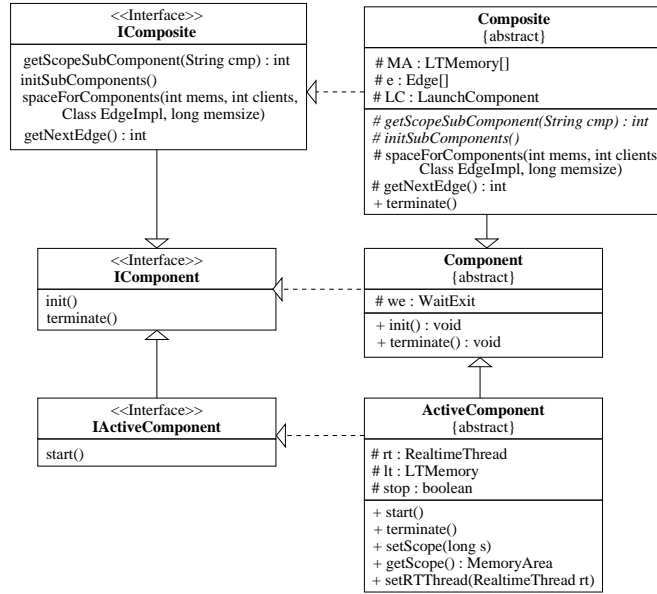 <<Interface>>
IComposite
getScopeSubComponent(String cmp) : int
initSubComponents()
spaceForComponents(int mems, int clients,
Class EdgeImpl, long memsize)
getNextEdge() : int
Composite
{abstract}
# MA : LTMemory[]
# e : Edge[]
# LC : LaunchComponent
# getScopeSubComponent(String cmp) : int
# initSubComponents()
# spaceForComponents(int mems, int clients,
Class EdgeImpl, long memsize)
# getNextEdge() : int
+ terminate()
<<Interface>>
IComponent
init()
terminate()
Component
{abstract}
# we : WaitExit
+ init() : void
+ terminate() : void
<<Interface>>
IActiveComponent
start()
ActiveComponent
{abstract}
# rt : RealtimeThread
# lt : LTMemory
# stop : boolean
+ start()
+ terminate()
+ setScope(long s)
+ getScope() : MemoryArea
+ setRTThread(RealtimeThread rt)